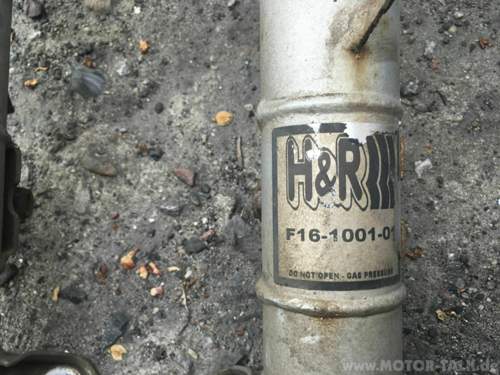 H&R
F16-1001-01
DO NOT OPEN - GAS PRESSURE
www.MOTOR-TALK.de